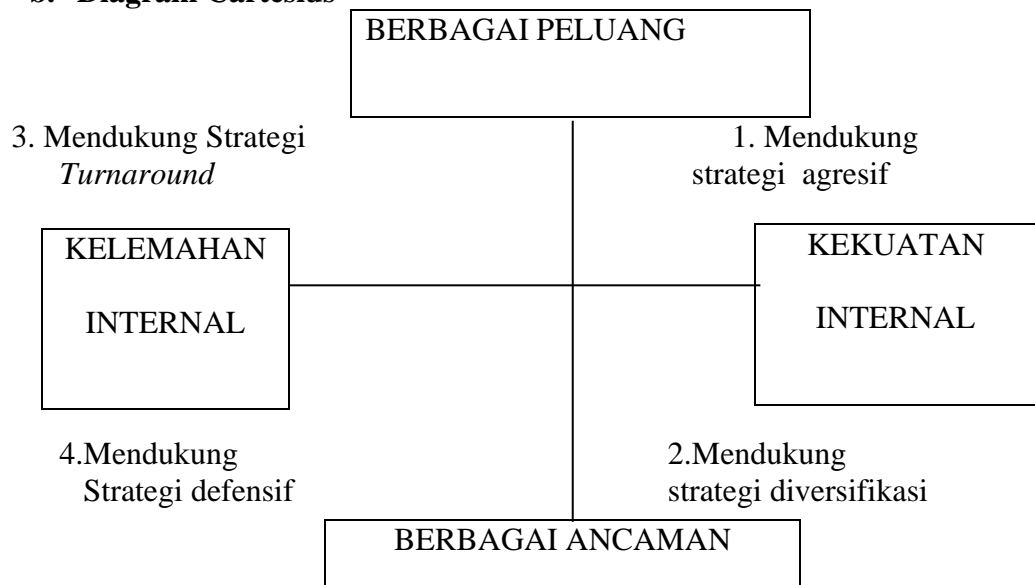 b. Diagram Cartesius
BERBAGAI PELUANG
3. Mendukung Strategi
Turnaround
1. Mendukung
strategi agresif
KELEMAHAN
INTERNAL
KEKUATAN
INTERNAL
4.Mendukung
Strategi defensif
2.Mendukung
strategi diversifikasi
BERBAGAI ANCAMAN